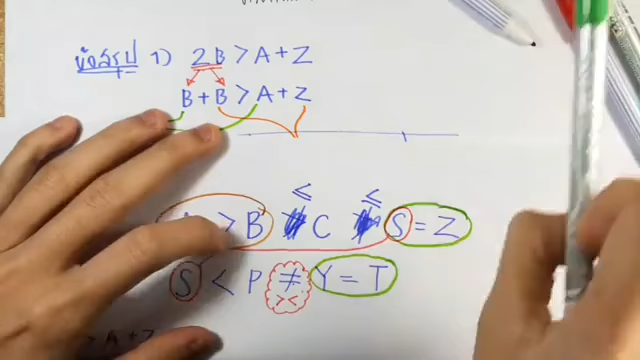 ข้อสรุป 1) 2B > A + Z
B + B > A + Z
> B ≤ C ≤ S = Z
S < P ≠ Y = T
> <
> A + Z